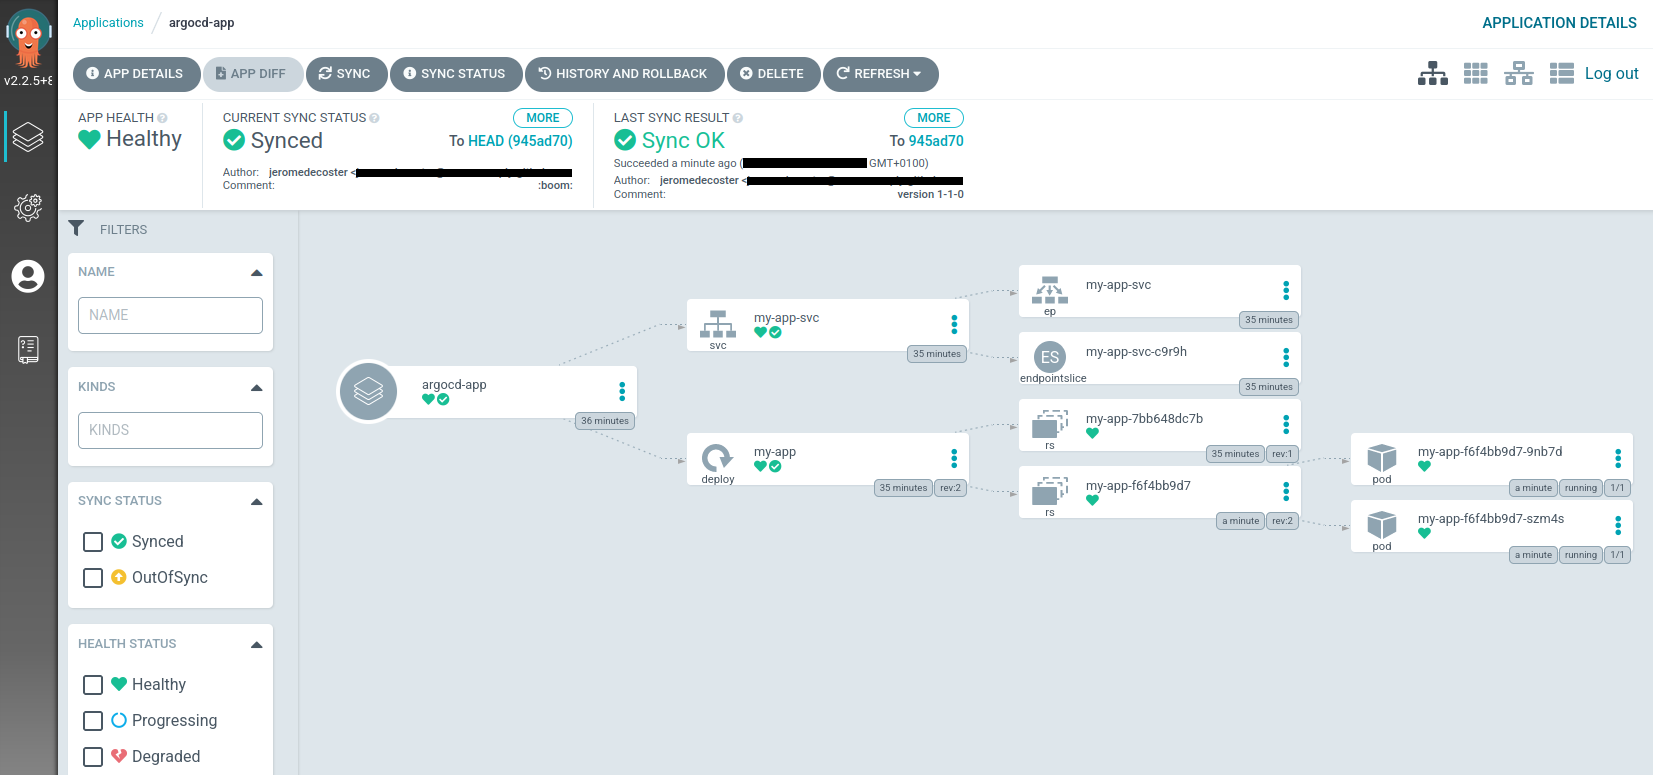 v2.2.5+8
Applications / argocd-app
APPLICATION DETAILS
APP DETAILS
APP DIFF
SYNC
SYNC STATUS
HISTORY AND ROLLBACK
DELETE
REFRESH
Log out
APP HEALTH
Healthy
CURRENT SYNC STATUS
MORE
Synced
To HEAD (945ad70)
Author: jeromedecoster <
Comment: :boom:
LAST SYNC RESULT
MORE
Sync OK
To 945ad70
Succeeded a minute ago ( GMT+0100)
Author: jeromedecoster <
Comment: version 1-1-0
FILTERS
NAME
NAME
KINDS
KINDS
SYNC STATUS
Synced
OutOfSync
HEALTH STATUS
Healthy
Progressing
Degraded
argocd-app
36 minutes
my-app-svc
svc
35 minutes
my-app
deploy
35 minutes
rev:2
my-app-svc
ep
35 minutes
ES
my-app-svc-c9r9h
endpointslice
35 minutes
my-app-7bb648dc7b
rs
35 minutes
rev:1
my-app-f6f4bb9d7
rs
a minute
rev:2
my-app-f6f4bb9d7-9nb7d
pod
a minute
running
1/1
my-app-f6f4bb9d7-szm4s
pod
a minute
running
1/1